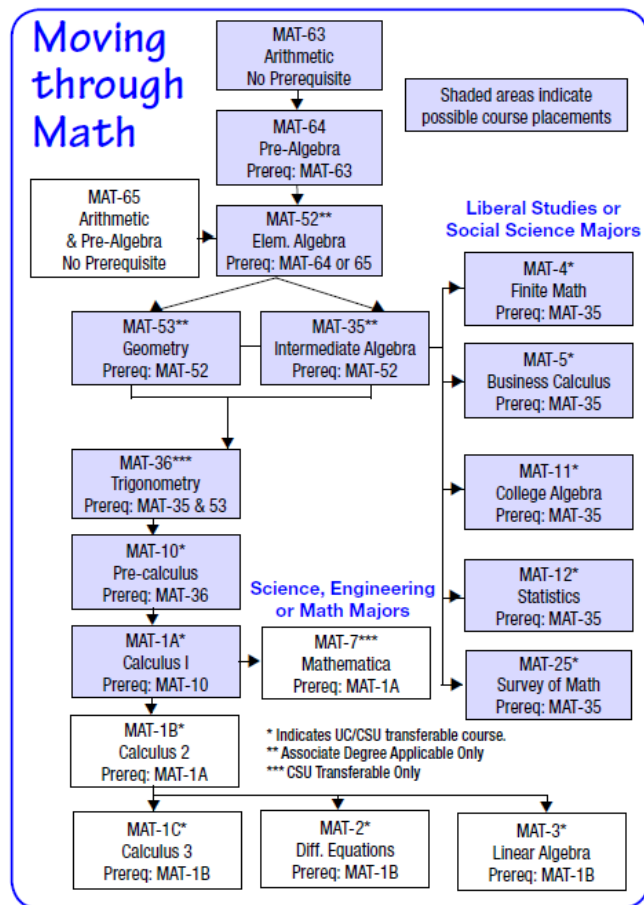 Moving
through
Math
MAT-63
Arithmetic
No Prerequisite
Shaded areas indicate
possible course placements
MAT-64
Pre-Algebra
Prereq: MAT-63
MAT-65
Arithmetic
& Pre-Algebra
No Prerequisite
MAT-52**
Elem. Algebra
Prereq: MAT-64 or 65
Liberal Studies or
Social Science Majors
MAT-4*
Finite Math
Prereq: MAT-35
MAT-53**
Geometry
Prereq: MAT-52
MAT-35**
Intermediate Algebra
Prereq: MAT-52
MAT-5*
Business Calculus
Prereq: MAT-35
MAT-36***
Trigonometry
Prereq: MAT-35 & 53
MAT-11*
College Algebra
Prereq: MAT-35
MAT-10*
Pre-calculus
Prereq: MAT-36
MAT-12*
Statistics
Prereq: MAT-35
Science, Engineering
or Math Majors
MAT-1A*
Calculus I
Prereq: MAT-10
MAT-7***
Mathematica
Prereq: MAT-1A
MAT-25*
Survey of Math
Prereq: MAT-35
MAT-1B*
Calculus 2
Prereq: MAT-1A
* Indicates UC/CSU transferable course.
** Associate Degree Applicable Only
*** CSU Transferable Only
MAT-1C*
Calculus 3
Prereq: MAT-1B
MAT-2*
Diff. Equations
Prereq: MAT-1B
MAT-3*
Linear Algebra
Prereq: MAT-1B